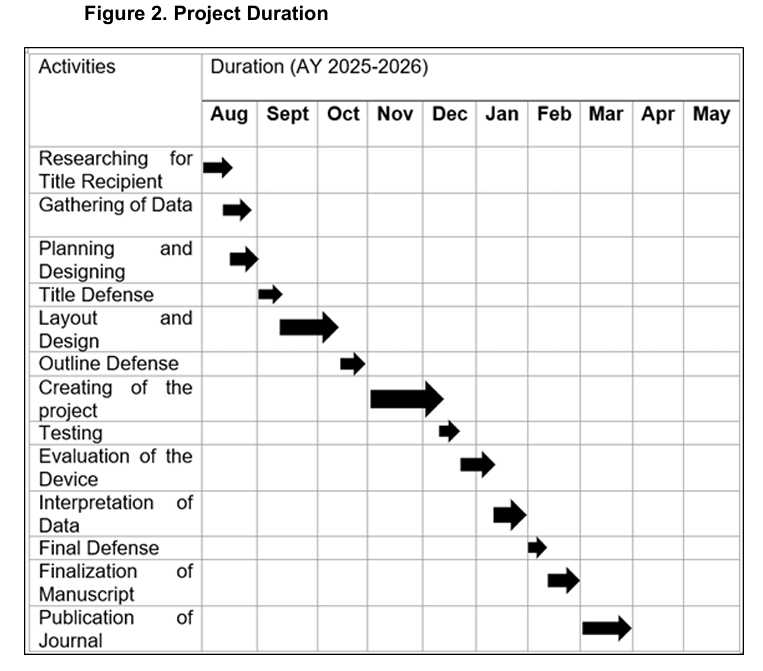 Figure 2. Project Duration
Activities
Duration (AY 2025-2026)
Aug Sept Oct Nov Dec Jan Feb Mar Apr May
Researching for
Title Recipient
Gathering of Data
Planning and
Designing
Title Defense
Layout and
Design
Outline Defense
Creating of the
project
Testing
Evaluation of the
Device
Interpretation of
Data
Final Defense
Finalization of
Manuscript
Publication of
Journal